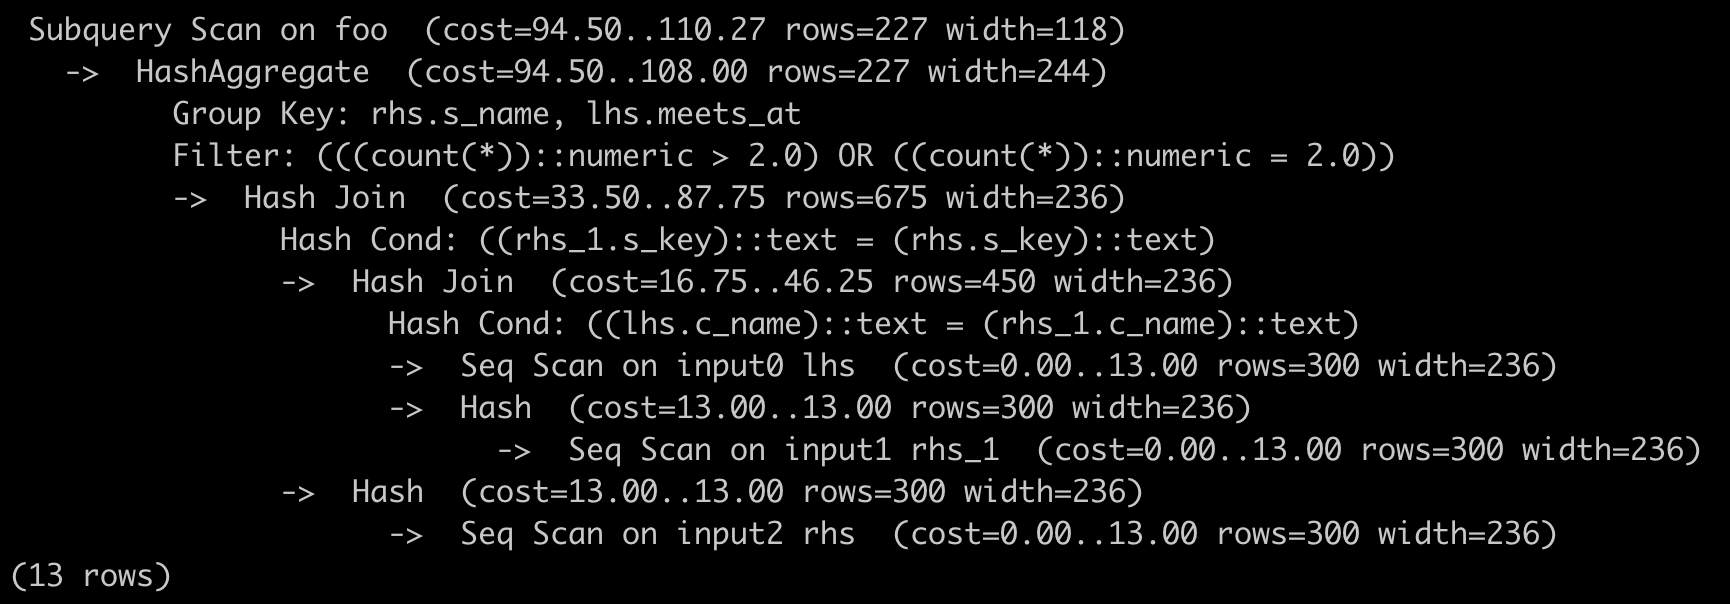 Subquery Scan on foo  (cost=94.50..110.27 rows=227 width=118)
  ->  HashAggregate  (cost=94.50..108.00 rows=227 width=244)
        Group Key: rhs.s_name, lhs.meets_at
        Filter: (((count(*))::numeric > 2.0) OR ((count(*))::numeric = 2.0))
        ->  Hash Join  (cost=33.50..87.75 rows=675 width=236)
              Hash Cond: ((rhs_1.s_key)::text = (rhs.s_key)::text)
              ->  Hash Join  (cost=16.75..46.25 rows=450 width=236)
                    Hash Cond: ((lhs.c_name)::text = (rhs_1.c_name)::text)
                    ->  Seq Scan on input0 lhs  (cost=0.00..13.00 rows=300 width=236)
                    ->  Hash  (cost=13.00..13.00 rows=300 width=236)
                          ->  Seq Scan on input1 rhs_1  (cost=0.00..13.00 rows=300 width=236)
              ->  Hash  (cost=13.00..13.00 rows=300 width=236)
                    ->  Seq Scan on input2 rhs  (cost=0.00..13.00 rows=300 width=236)
(13 rows)